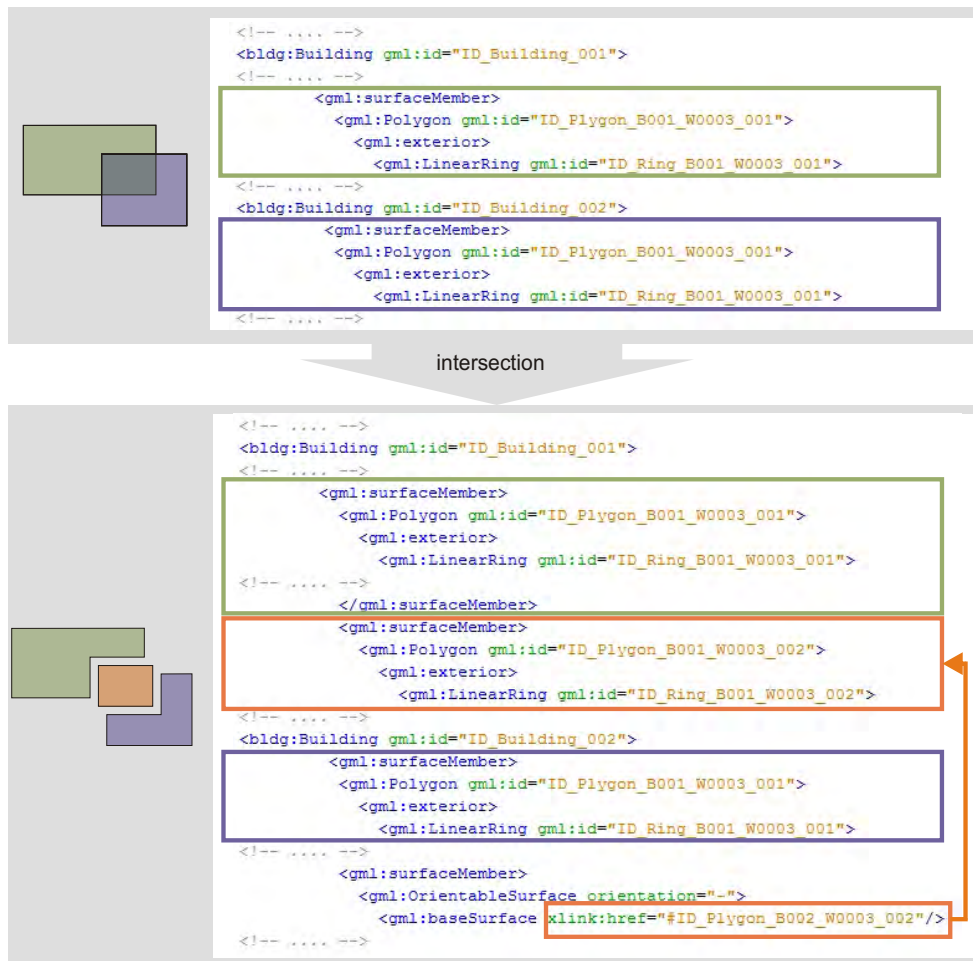 <!-- .... -->
<bldg:Building gml:id="ID_Building_001">
<!-- .... -->
<gml:surfaceMember>
<gml:Polygon gml:id="ID_Plygon_B001_W0003_001">
<gml:exterior>
<gml:LinearRing gml:id="ID_Ring_B001_W0003_001">
<!-- .... -->
<bldg:Building gml:id="ID_Building_002">
<gml:surfaceMember>
<gml:Polygon gml:id="ID_Plygon_B001_W0003_001">
<gml:exterior>
<gml:LinearRing gml:id="ID_Ring_B001_W0003_001">
<!-- .... -->
intersection
<!-- .... -->
<bldg:Building gml:id="ID_Building_001">
<!-- .... -->
<gml:surfaceMember>
<gml:Polygon gml:id="ID_Plygon_B001_W0003_001">
<gml:exterior>
<gml:LinearRing gml:id="ID_Ring_B001_W0003_001">
<!-- .... -->
</gml:surfaceMember>
<gml:surfaceMember>
<gml:Polygon gml:id="ID_Plygon_B001_W0003_002">
<gml:exterior>
<gml:LinearRing gml:id="ID_Ring_B001_W0003_002">
<!-- .... -->
<bldg:Building gml:id="ID_Building_002">
<gml:surfaceMember>
<gml:Polygon gml:id="ID_Plygon_B001_W0003_001">
<gml:exterior>
<gml:LinearRing gml:id="ID_Ring_B001_W0003_001">
<!-- .... -->
<gml:surfaceMember>
<gml:OrientableSurface orientation="-">
<gml:baseSurface xlink:href="#ID_Plygon_B002_W0003_002"/>
<!-- .... -->